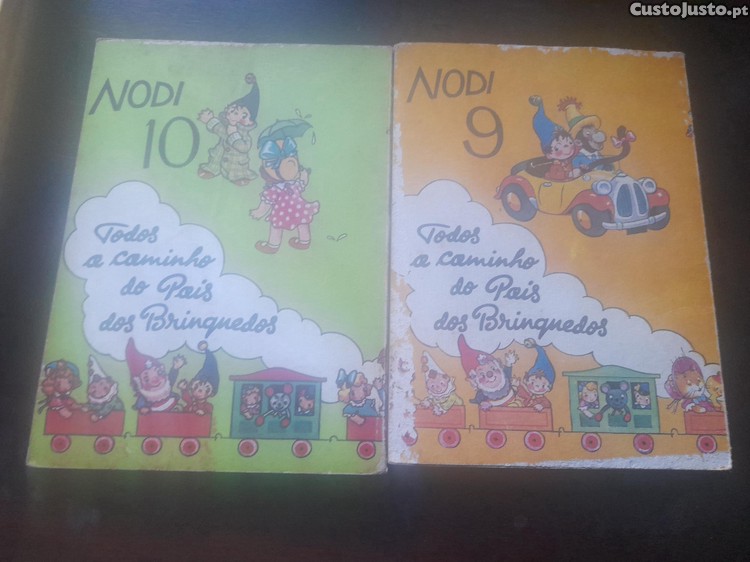 CustoJusto.pt
NODI
10
Todos
a caminho
do País
dos Brinquedos
NODI
9
Todos
a caminho
do País
dos Brinquedos